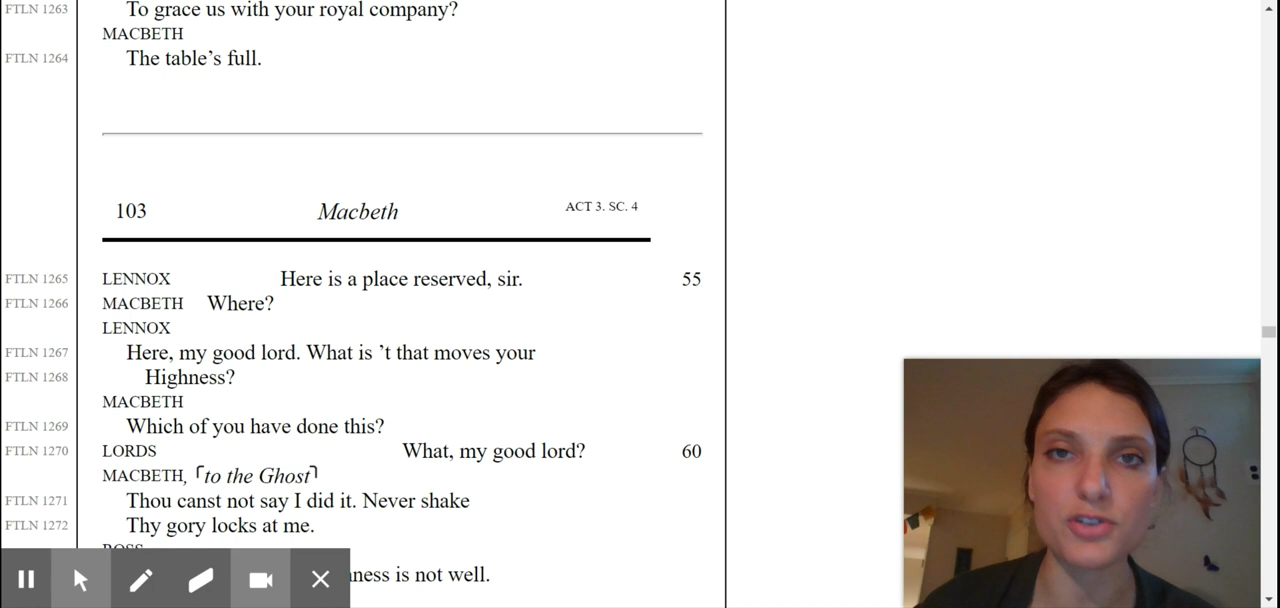 FTLN 1263 To grace us with your royal company?
MACBETH
FTLN 1264 The table’s full.
103 Macbeth ACT 3. SC. 4
FTLN 1265 LENNOX Here is a place reserved, sir. 55
FTLN 1266 MACBETH Where?
LENNOX
FTLN 1267 Here, my good lord. What is ’t that moves your
FTLN 1268 Highness?
MACBETH
FTLN 1269 Which of you have done this?
FTLN 1270 LORDS What, my good lord? 60
MACBETH, ⌜to the Ghost⌝
FTLN 1271 Thou canst not say I did it. Never shake
FTLN 1272 Thy gory locks at me.
ROSS
ness is not well.